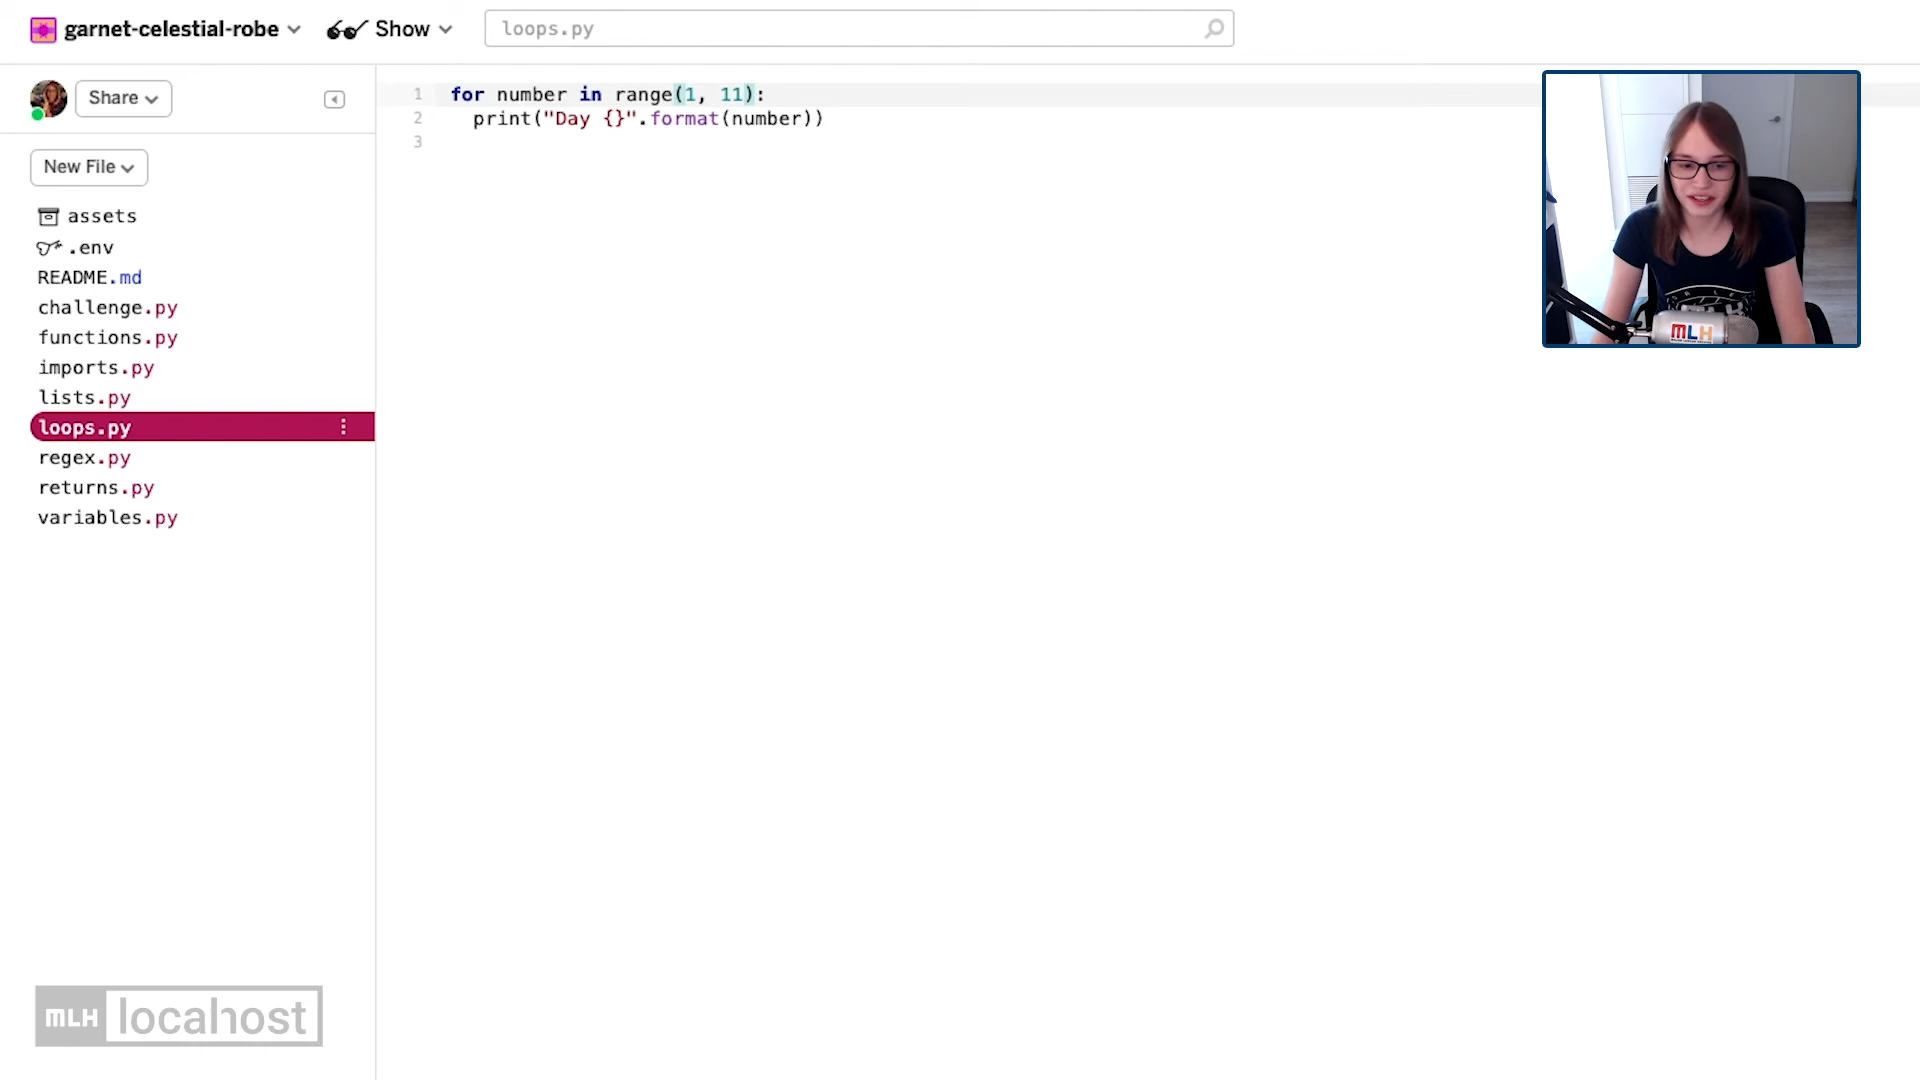 garnet-celestial-robe
Show
loops.py
Share
New File
assets
.env
README.md
challenge.py
functions.py
imports.py
lists.py
loops.py
regex.py
returns.py
variables.py
1 for number in range(1, 11):
2 print("Day {}".format(number))
3
MLH
MLH locahost